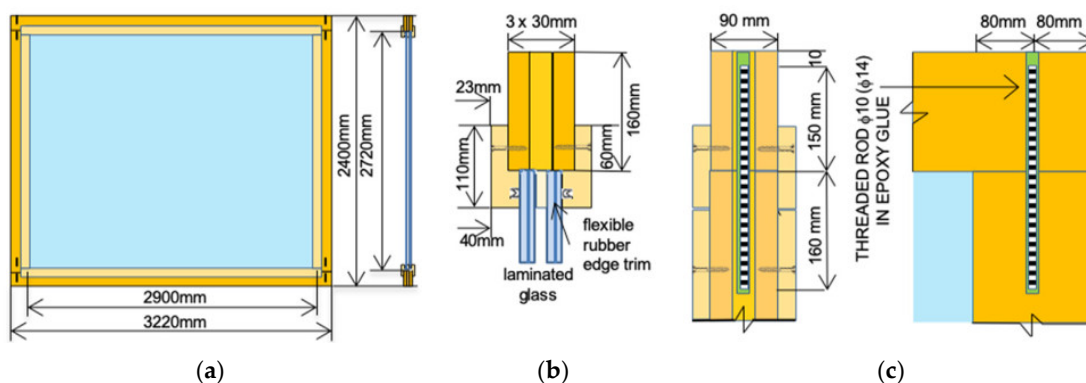 2400mm
2720mm
2900mm
3220mm
(a)
3 x 30mm
23mm
160mm
60mm
110mm
40mm
flexible
rubber
edge trim
laminated
glass
(b)
90 mm
10
150 mm
160 mm
80mm
80mm
THREADED ROD ϕ10 (ϕ14)
IN EPOXY GLUE
(c)